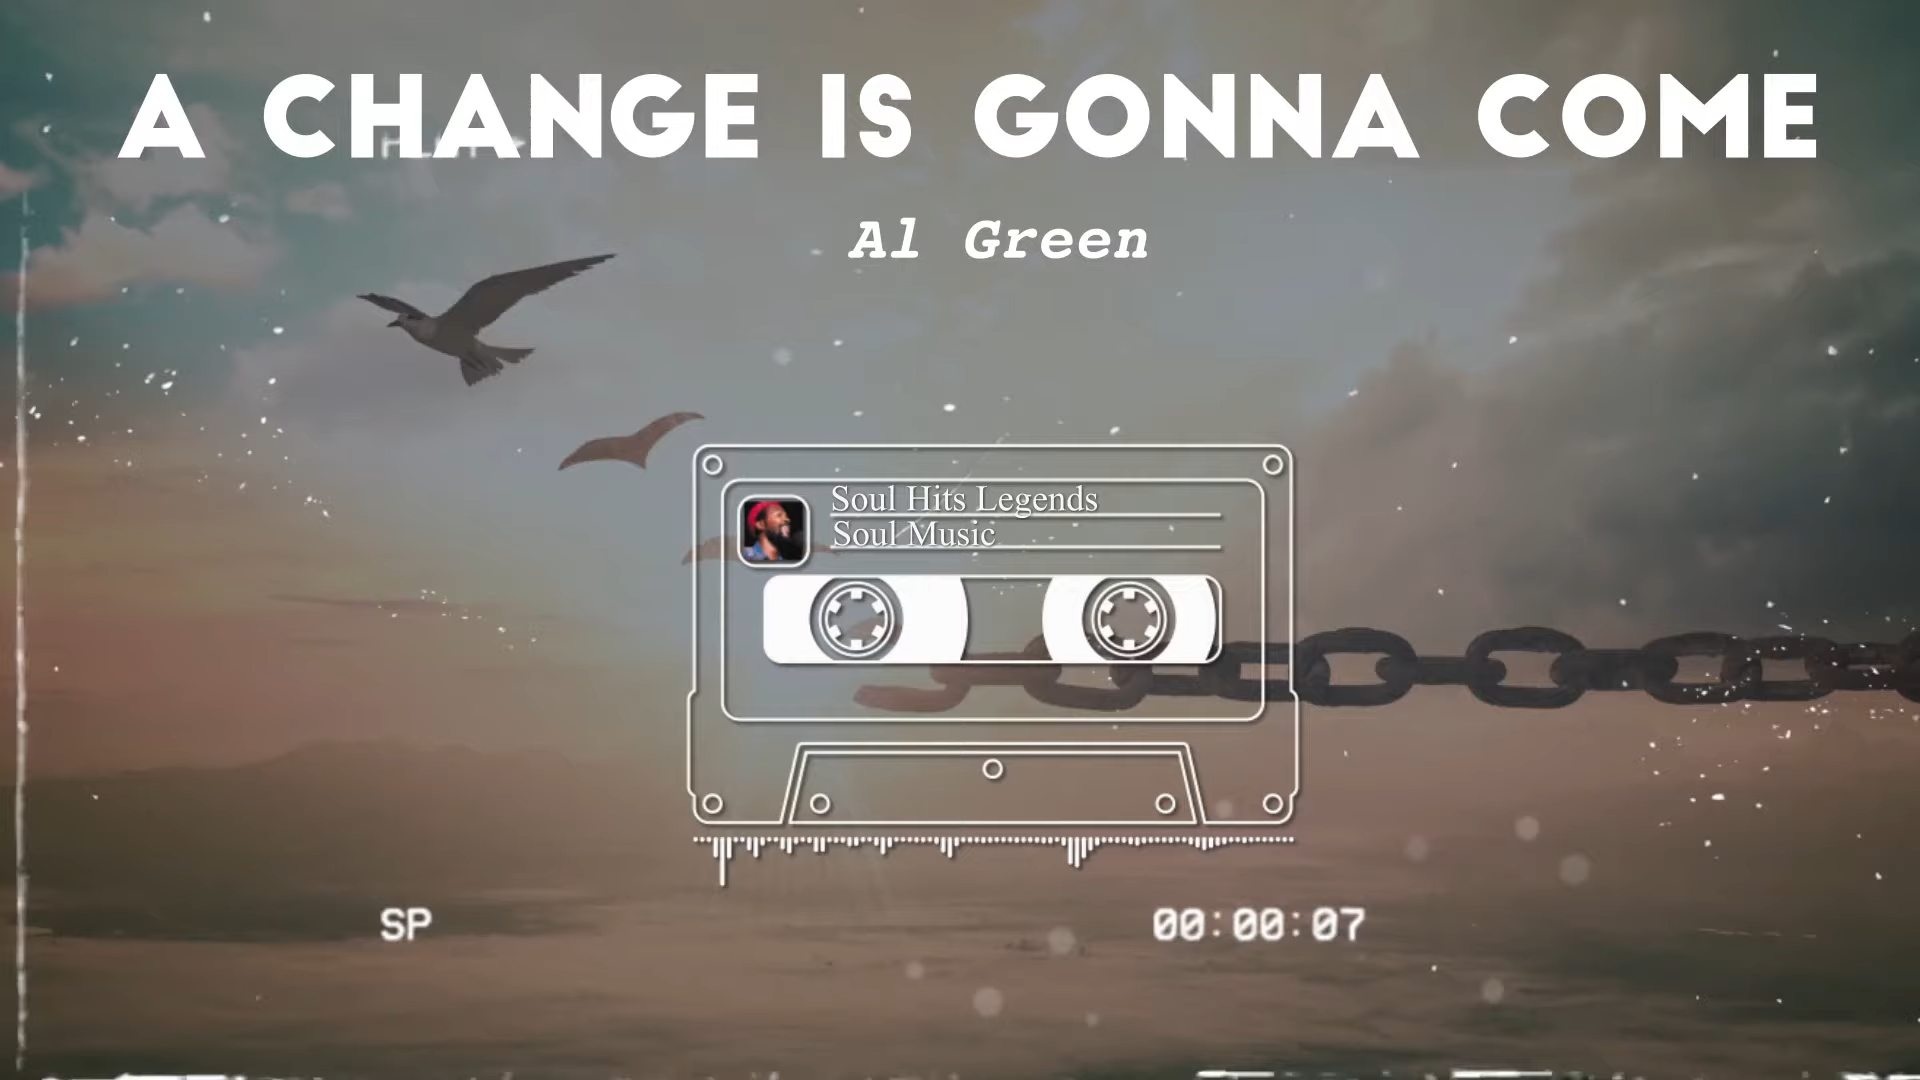 A CHANGE IS GONNA COME
Al Green
Soul Hits Legends
Soul Music
SP
00:00:07